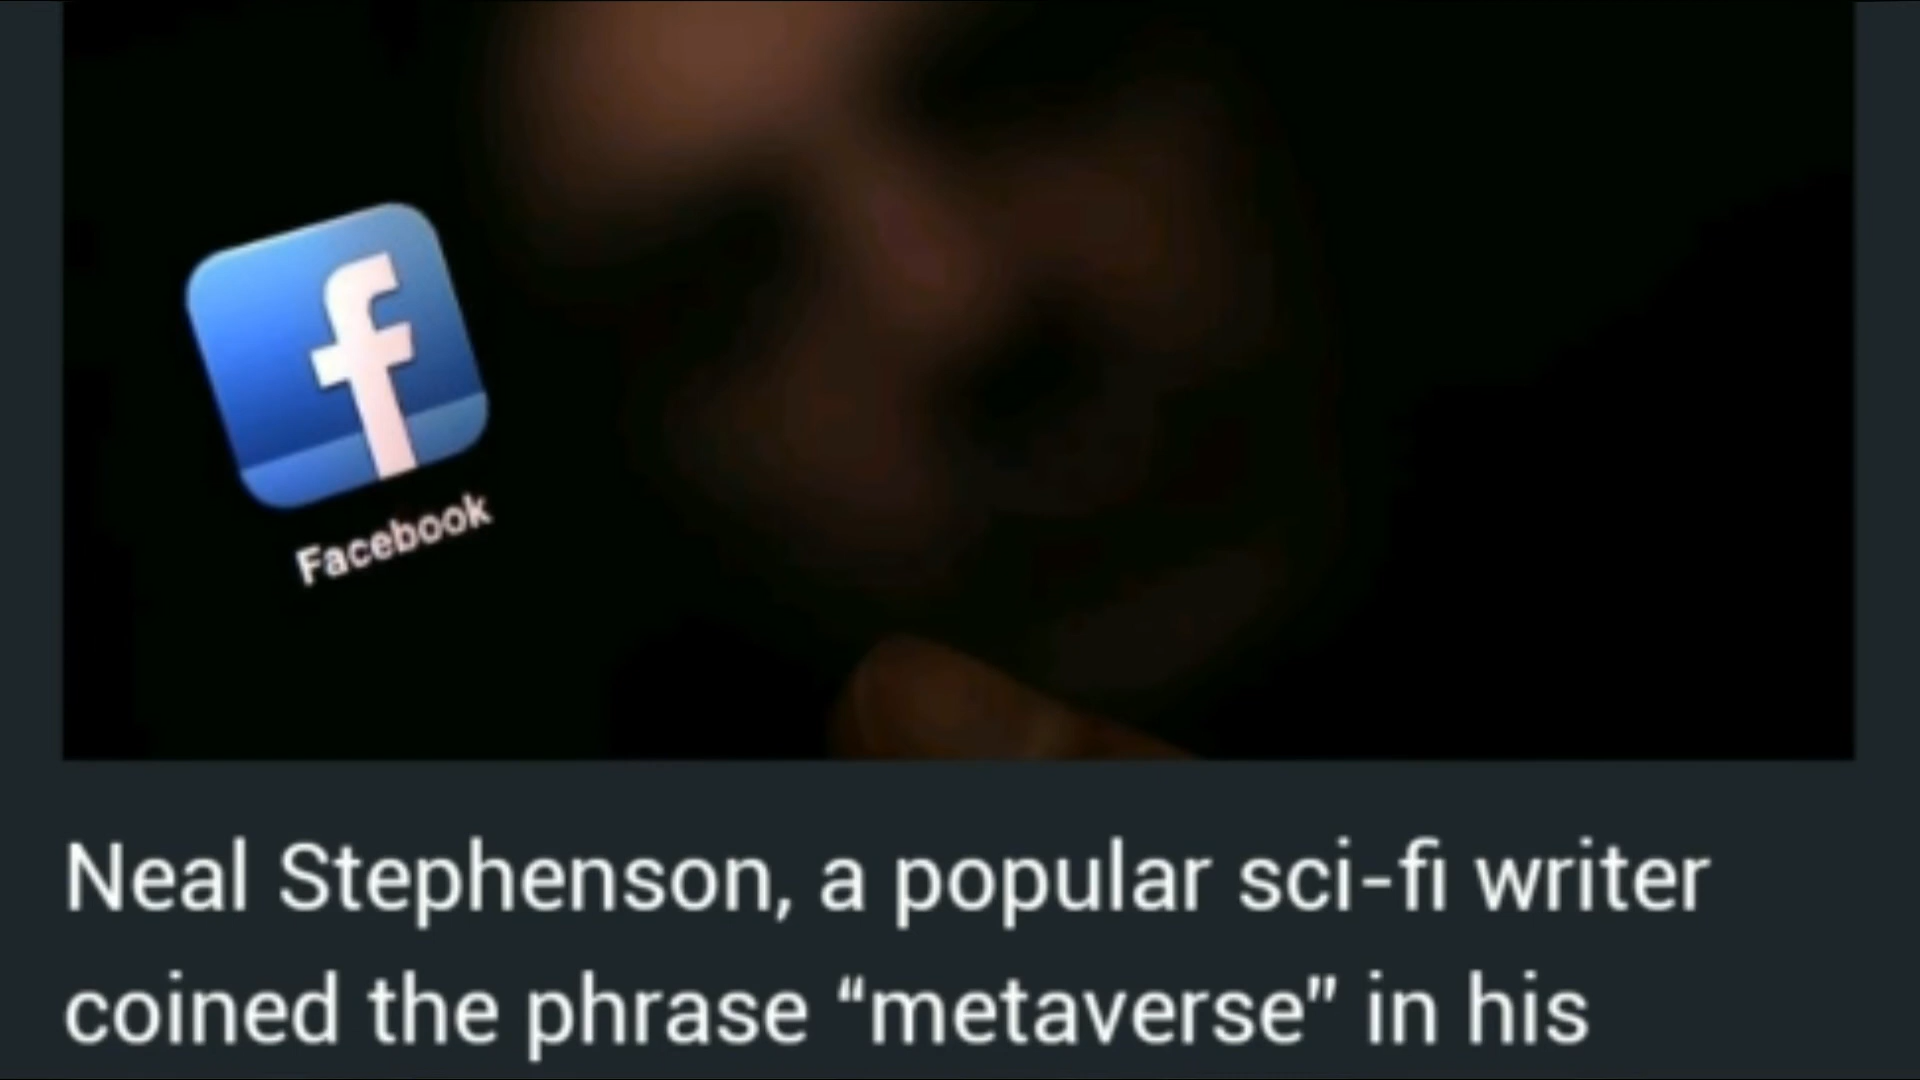 f
Facebook
Neal Stephenson, a popular sci-fi writer
coined the phrase “metaverse” in his